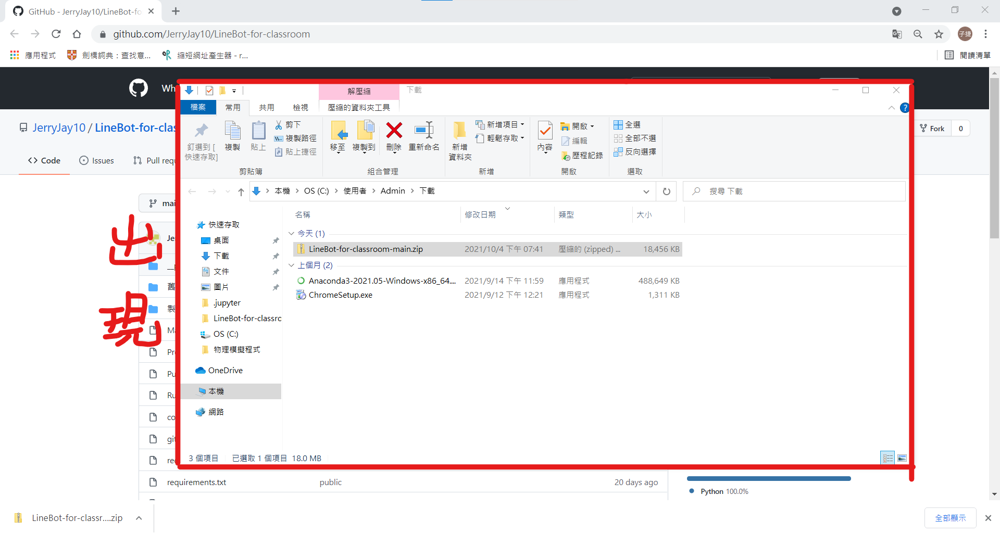 GitHub - JerryJay10/LineBot-fo
github.com/JerryJay10/LineBot-for-classroom
子捷
應用程式 劍橋詞典：查找意... 縮短網址產生器 - r... 閱讀清單
Wh
解壓縮 下載
檔案 常用 共用 檢視 壓縮的資料夾工具
JerryJay10 / LineBot-for-clas
Fork 0
Code Issues Pull requ
釘選到 [快速存取] 複製 貼上 剪下 複製路徑 貼上捷徑
移至 複製到 刪除 重新命名
新增資料夾 新增項目 輕鬆存取
內容 開啟 編輯 歷程記錄
全選 全部不選 反向選擇
剪貼簿 組合管理 新增 開啟 選取
本機 > OS (C:) > 使用者 > Admin > 下載
搜尋 下載
mai
名稱 修改日期 類型 大小
出現
快速存取
桌面
下載
文件
圖片
.jupyter
LineBot-for-classro
OS (C:)
物理模擬程式
OneDrive
本機
網路
今天 (1)
LineBot-for-classroom-main.zip 2021/10/4 下午 07:41 壓縮的 (zipped) ... 18,456 KB
上個月 (2)
Anaconda3-2021.05-Windows-x86_64.... 2021/9/14 下午 11:59 應用程式 488,649 KB
ChromeSetup.exe 2021/9/12 下午 12:21 應用程式 1,311 KB
Je
舊
製
Ma
Pr
Pu
Ru
co
git
re
3 個項目 已選取 1 個項目 18.0 MB
requirements.txt public 20 days ago
Python 100.0%
LineBot-for-classr....zip
全部顯示